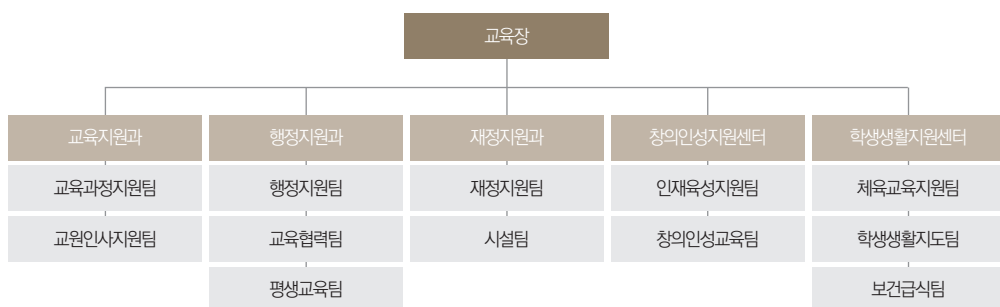 교육장
교육지원과
행정지원과
재정지원과
창의인성지원센터
학생생활지원센터
교육과정지원팀
행정지원팀
재정지원팀
인재육성지원팀
체육교육지원팀
교원인사지원팀
교육협력팀
시설팀
창의인성교육팀
학생생활지도팀
평생교육팀
보건급식팀